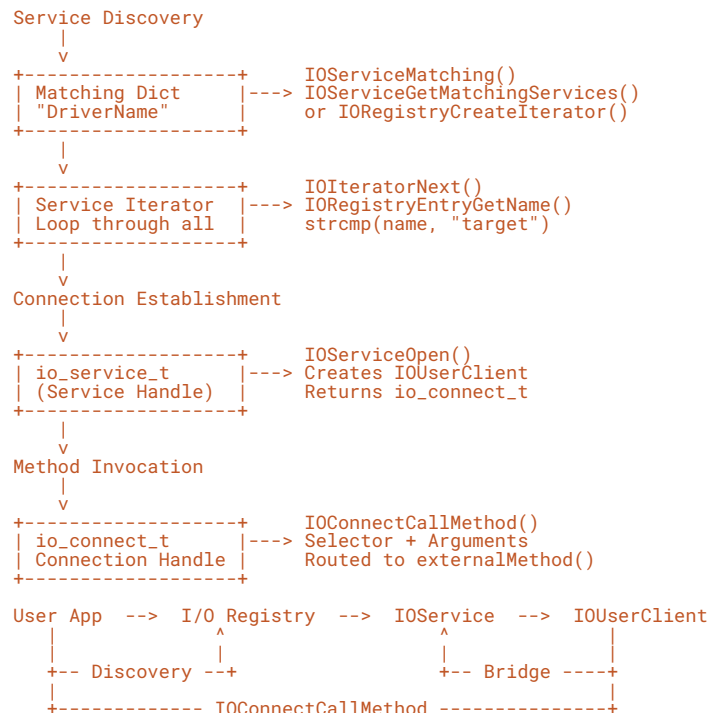 Service Discovery
     |
     v
+-------------------+      IOServiceMatching()
| Matching Dict      |---> IOServiceGetMatchingServices()
| "DriverName"       |      or IORegistryCreateIterator()
+-------------------+
     |
     v
+-------------------+      IOIteratorNext()
| Service Iterator  |---> IORegistryEntryGetName()
| Loop through all  |      strcmp(name, "target")
+-------------------+
     |
     v
Connection Establishment
     |
     v
+-------------------+      IOServiceOpen()
| io_service_t      |---> Creates IOUserClient
| (Service Handle)  |      Returns io_connect_t
+-------------------+
     |
     v
Method Invocation
     |
     v
+-------------------+      IOConnectCallMethod()
| io_connect_t      |---> Selector + Arguments
| Connection Handle |      Routed to externalMethod()
+-------------------+
User App  -->  I/O Registry  -->  IOService  -->  IOUserClient
    |               ^                   ^              |
    |               |                   |              |
    +-- Discovery --+                   +-- Bridge ----+
    |                                                  |
    +------------- IOConnectCallMethod ---------------+